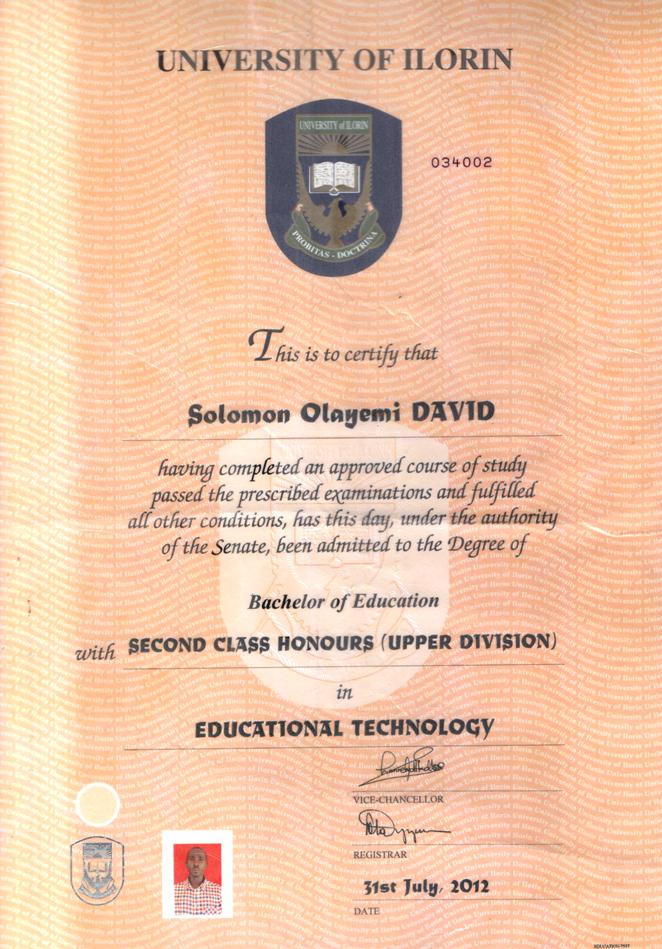 UNIVERSITY OF ILORIN
UNIVERSITY of ILORIN
034002
PROBITAS - DOCTRINA
This is to certify that
Solomon Olayemi DAVID
having completed an approved course of study
passed the prescribed examinations and fulfilled
all other conditions, has this day, under the authority
of the Senate, been admitted to the Degree of
Bachelor of Education
with SECOND CLASS HONOURS (UPPER DIVISION)
in
EDUCATIONAL TECHNOLOGY
VICE-CHANCELLOR
REGISTRAR
31st July, 2012
DATE